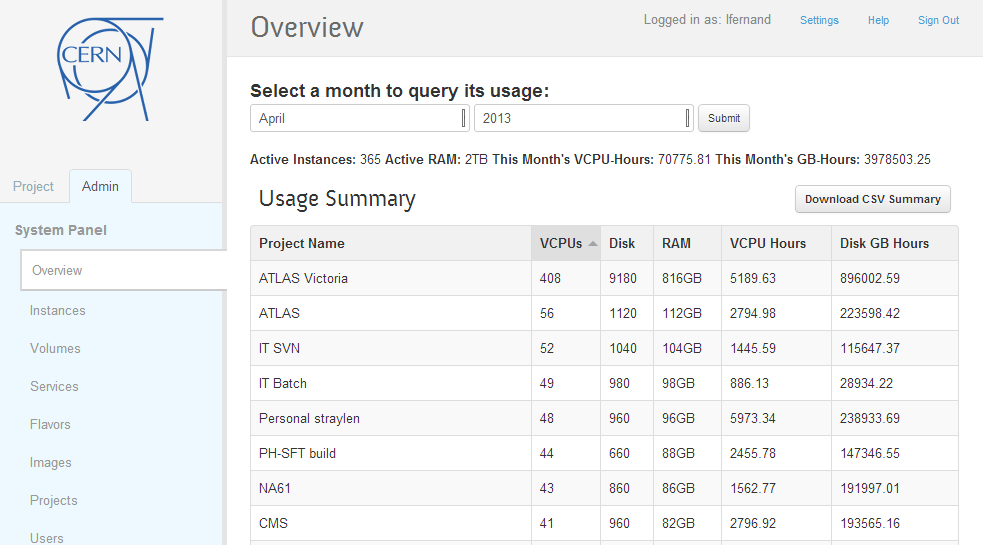 CERN
Overview
Logged in as: lfernand Settings Help Sign Out
Select a month to query its usage:
April 2013 Submit
Active Instances: 365 Active RAM: 2TB This Month's VCPU-Hours: 70775.81 This Month's GB-Hours: 3978503.25
Project Admin
System Panel
Overview
Instances
Volumes
Services
Flavors
Images
Projects
Users
Usage Summary Download CSV Summary
Project Name VCPUs Disk RAM VCPU Hours Disk GB Hours
ATLAS Victoria 408 9180 816GB 5189.63 896002.59
ATLAS 56 1120 112GB 2794.98 223598.42
IT SVN 52 1040 104GB 1445.59 115647.37
IT Batch 49 980 98GB 886.13 28934.22
Personal straylen 48 960 96GB 5973.34 238933.69
PH-SFT build 44 660 88GB 2455.78 147346.55
NA61 43 860 86GB 1562.77 191997.01
CMS 41 960 82GB 2796.92 193565.16